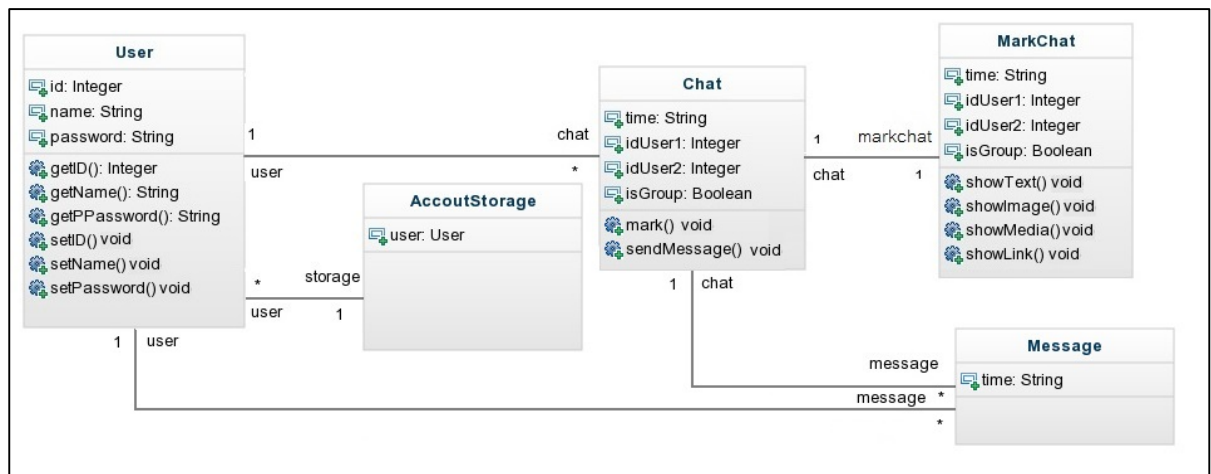 User
id: Integer
name: String
password: String
getID(): Integer
getName(): String
getPPassword(): String
setID() void
setName() void
setPassword() void
1
user
chat
*
Chat
time: String
idUser1: Integer
idUser2: Integer
isGroup: Boolean
mark() void
sendMessage() void
1
chat
markchat
1
MarkChat
time: String
idUser1: Integer
idUser2: Integer
isGroup: Boolean
showText() void
showImage() void
showMedia() void
showLink() void
*
user
storage
1
AccoutStorage
user: User
1 chat
message
*
1 user
message
*
Message
time: String